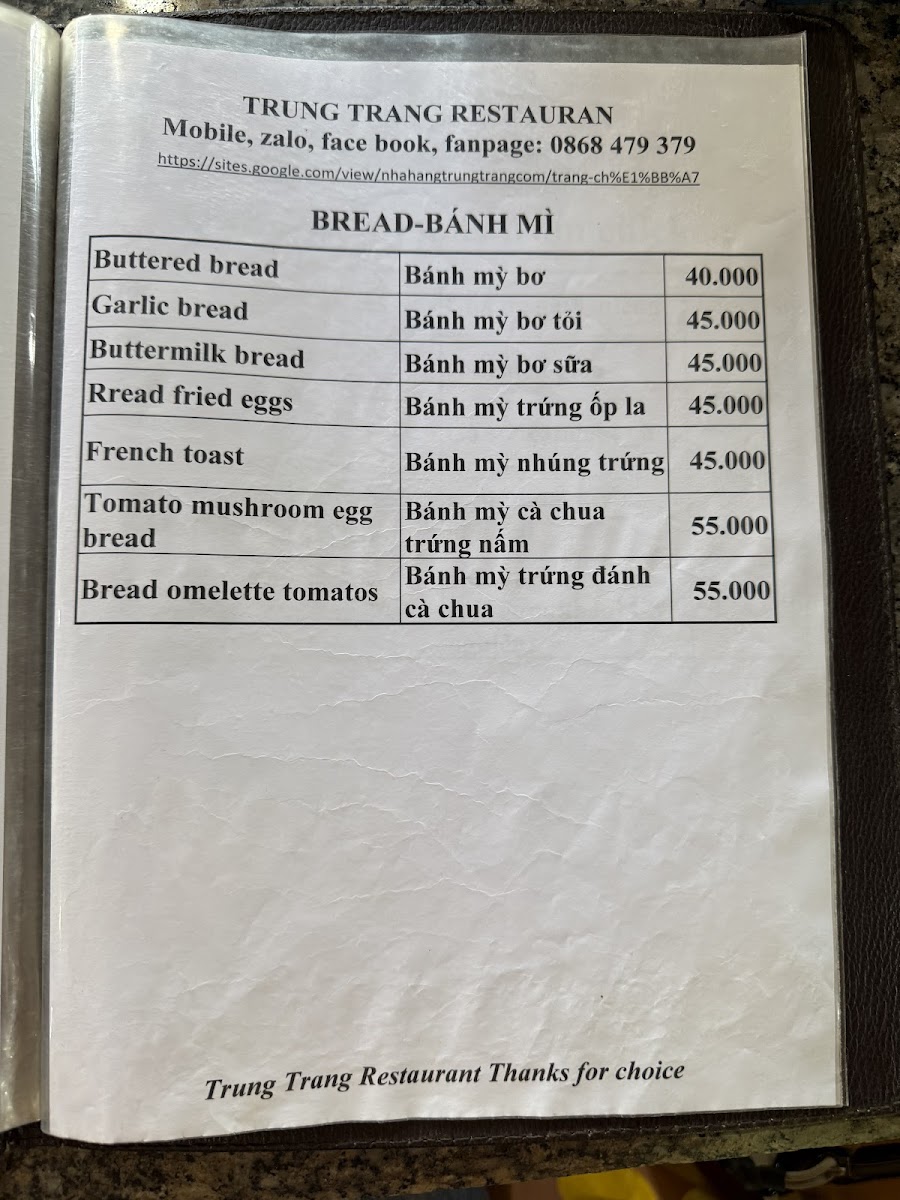 TRUNG TRANG RESTAURAN
Mobile, zalo, face book, fanpage: 0868 479 379
https://sites.google.com/view/nhahangtrungtrangcom/trang-ch%E1%BB%A7
BREAD-BÁNH MÌ
Buttered bread Bánh mỳ bơ 40.000
Garlic bread Bánh mỳ bơ tỏi 45.000
Buttermilk bread Bánh mỳ bơ sữa 45.000
Rread fried eggs Bánh mỳ trứng ốp la 45.000
French toast Bánh mỳ nhúng trứng 45.000
Tomato mushroom egg Bánh mỳ cà chua 55.000
bread trứng nấm
Bread omelette tomatos Bánh mỳ trứng đánh 55.000
cà chua
Trung Trang Restaurant Thanks for choice